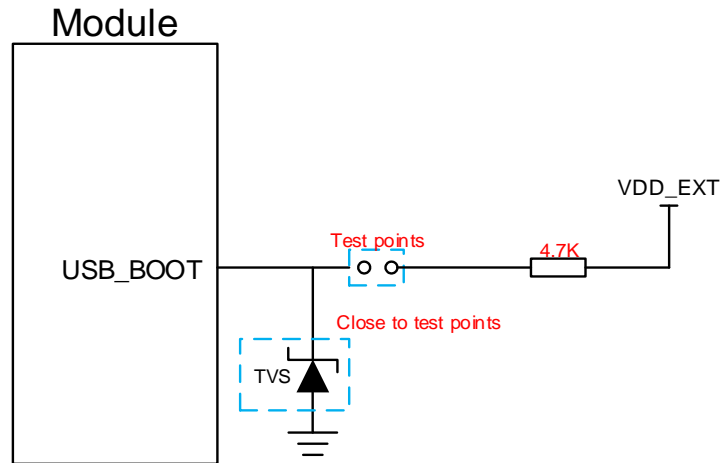 Module
VDD_EXT
Test points
4.7K
USB_BOOT
Close to test points
TVS